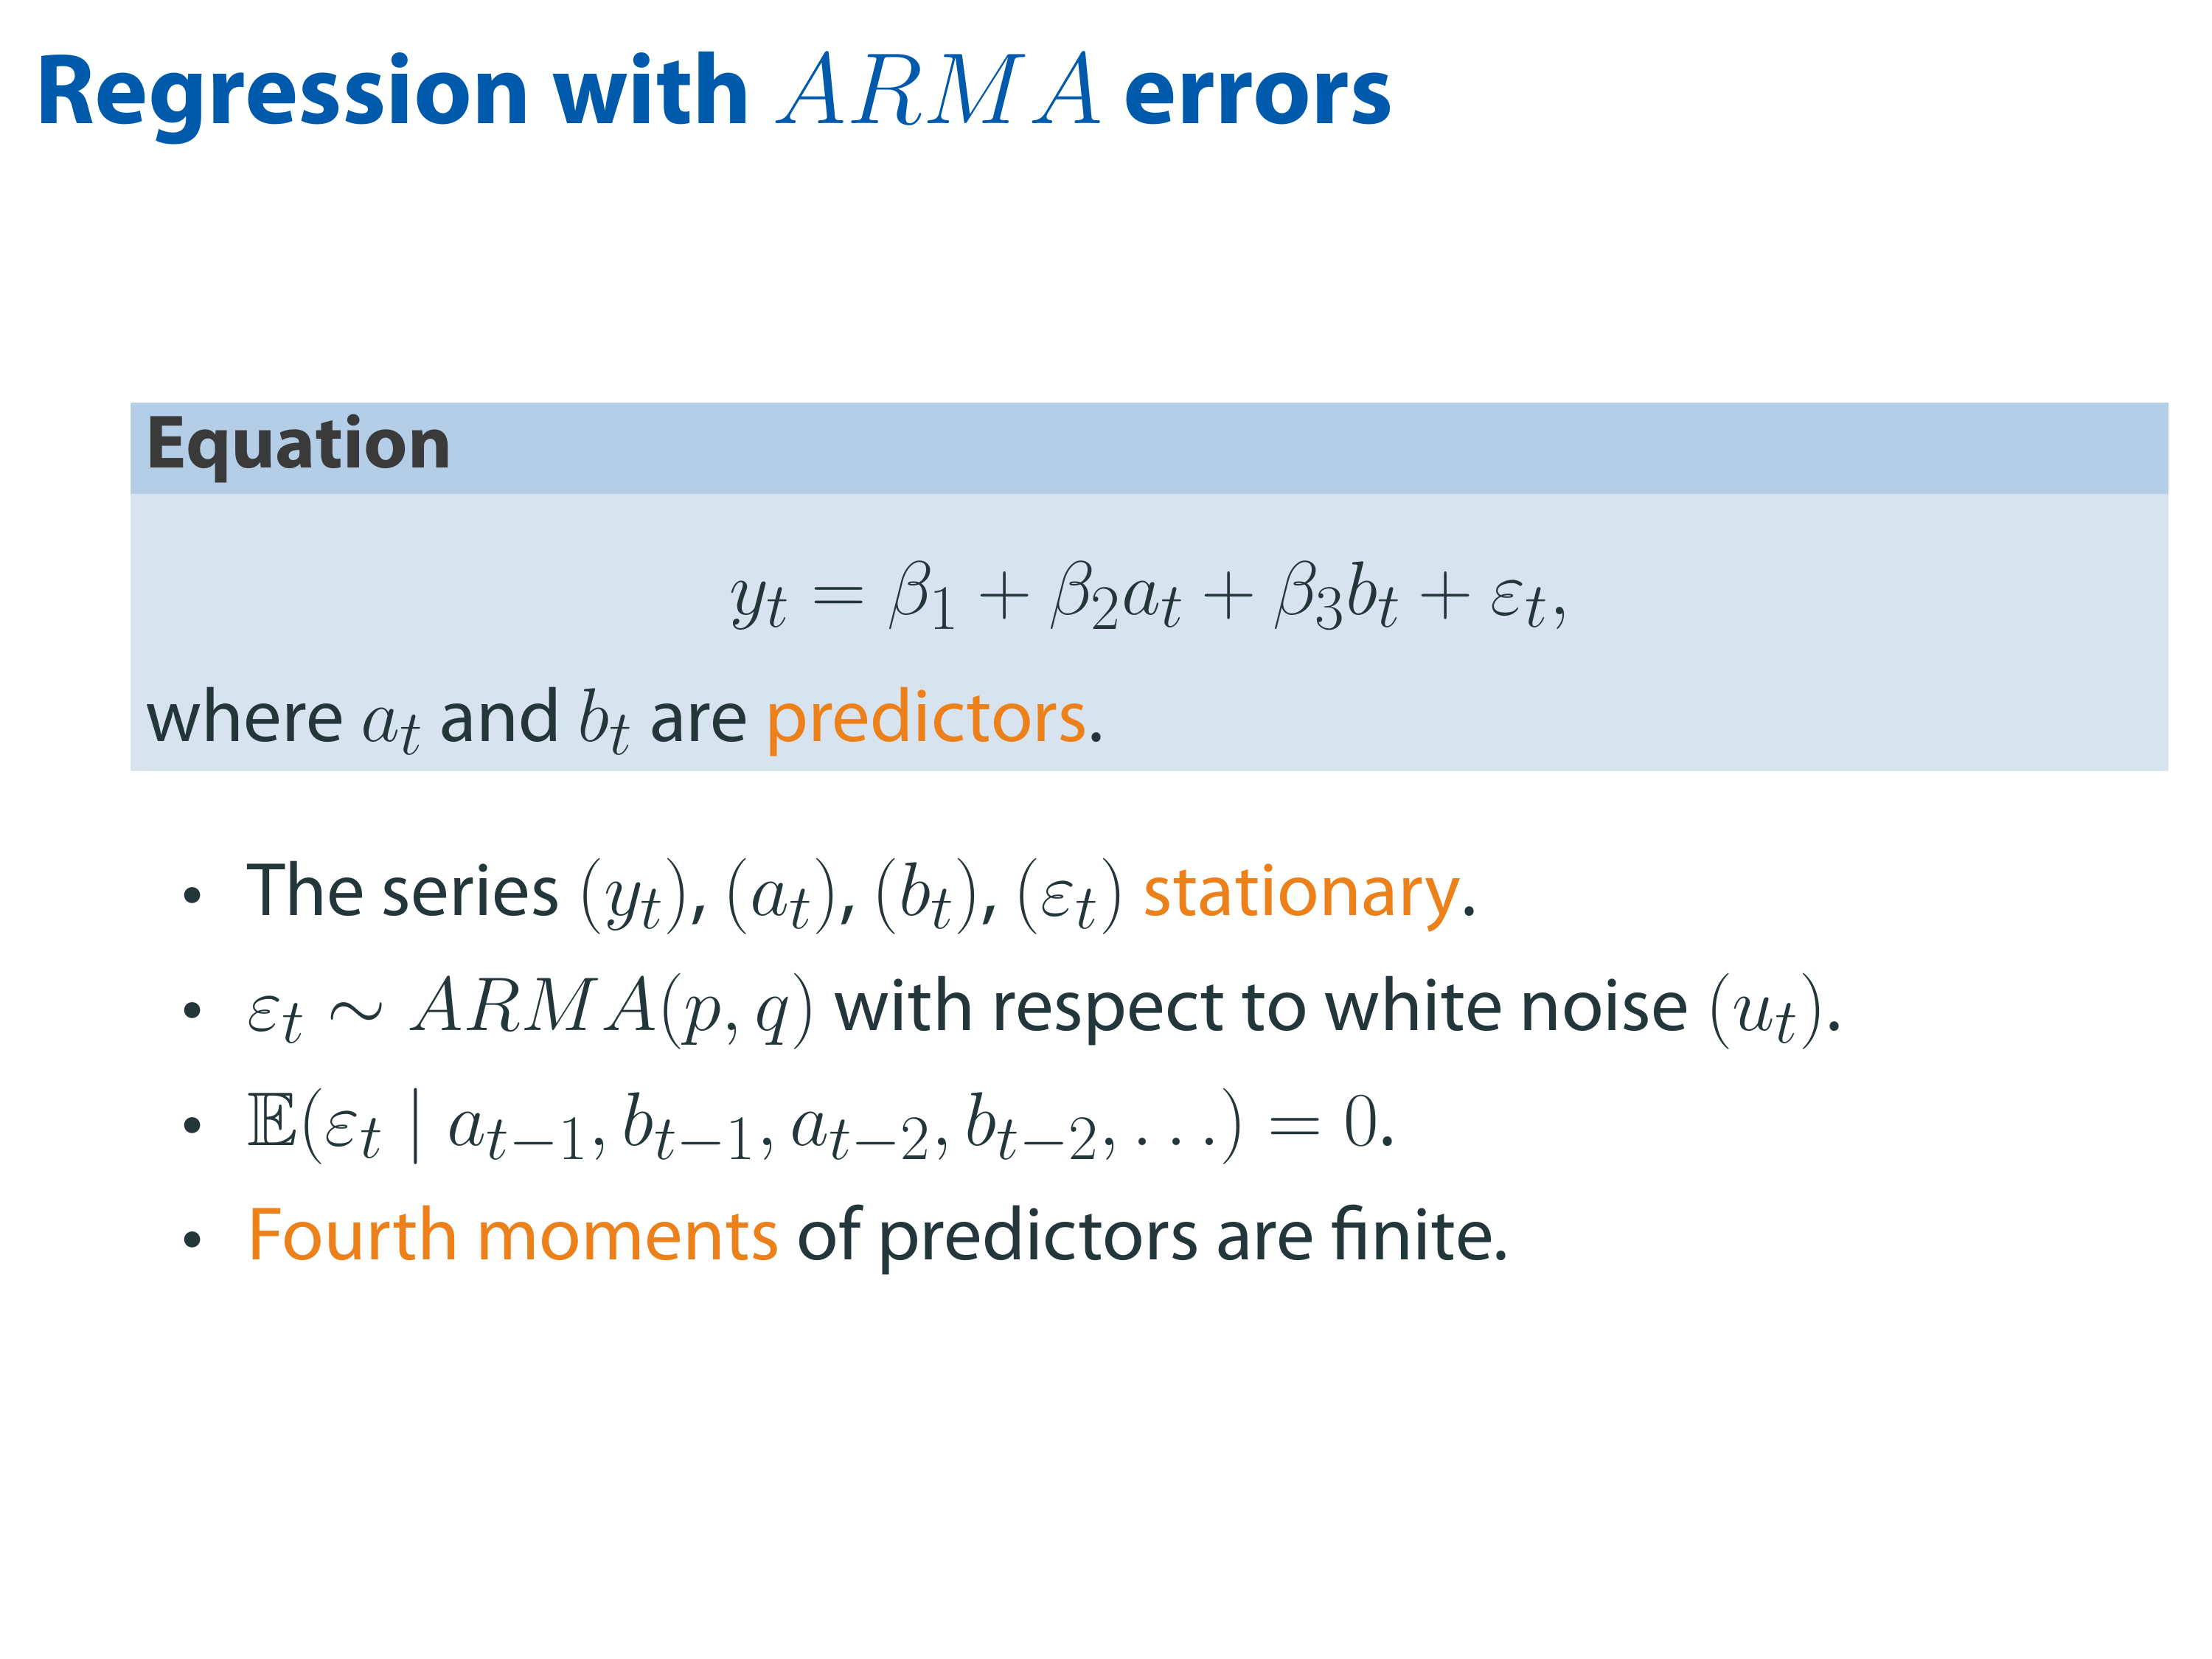 Regression with ARMA errors
Equation
y_t = β_1 + β_2 a_t + β_3 b_t + ε_t,
where a_t and b_t are predictors.
• The series (y_t), (a_t), (b_t), (ε_t) stationary.
• ε_t ∼ ARMA(p, q) with respect to white noise (u_t).
• 𝔼(ε_t | a_{t−1}, b_{t−1}, a_{t−2}, b_{t−2}, . . .) = 0.
• Fourth moments of predictors are finite.